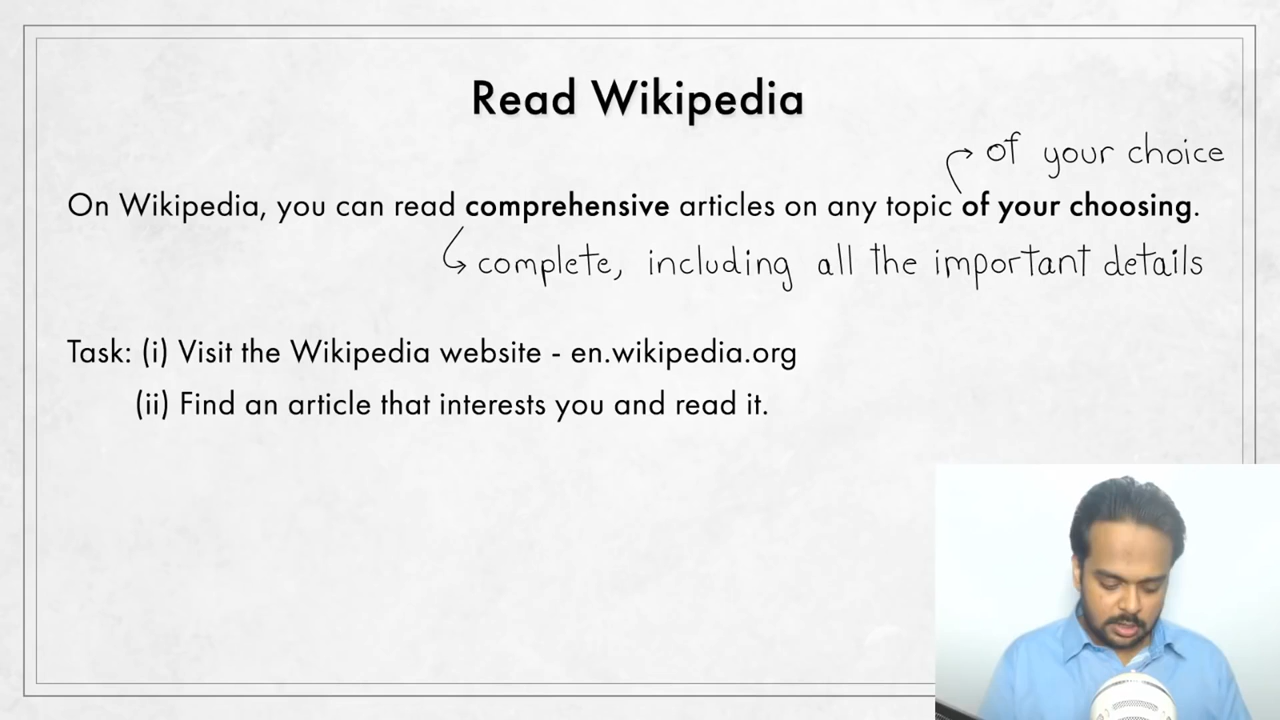 Read Wikipedia
of your choice
On Wikipedia, you can read comprehensive articles on any topic of your choosing.
complete, including all the important details
Task: (i) Visit the Wikipedia website - en.wikipedia.org
(ii) Find an article that interests you and read it.